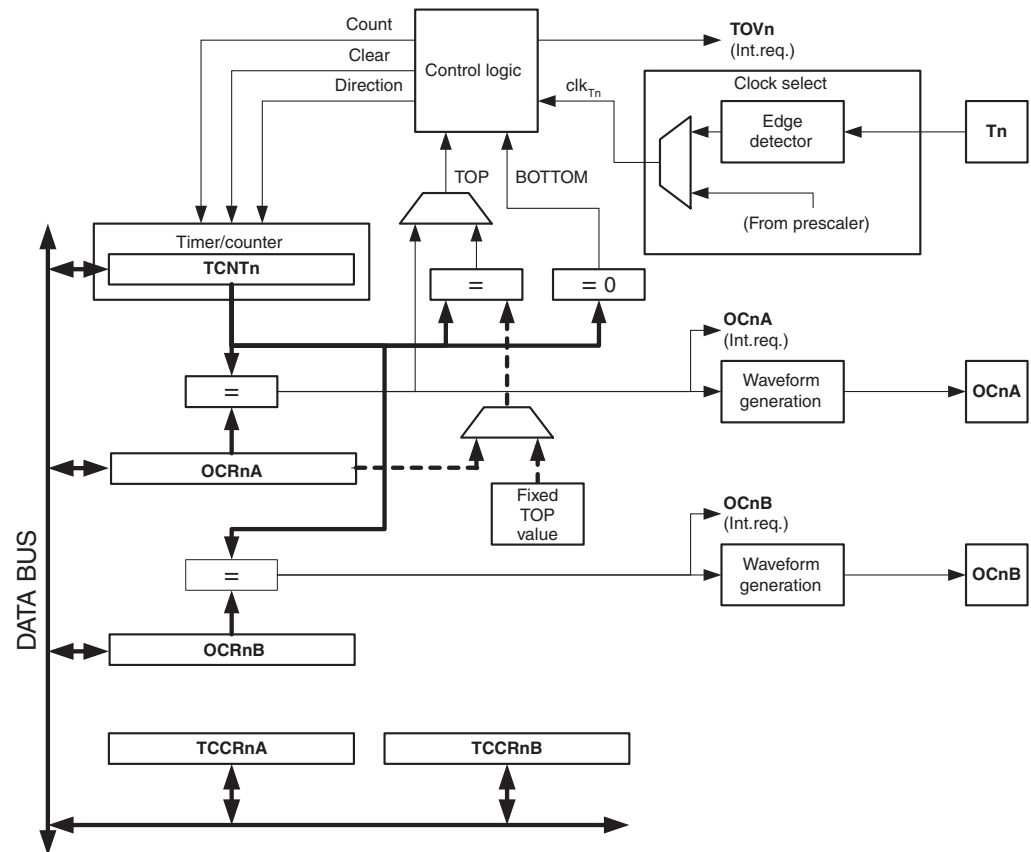 Count
Clear
Direction
Control logic
TOVn
(Int.req.)
clkTn
Clock select
Edge
detector
Tn
(From prescaler)
TOP
BOTTOM
Timer/counter
TCNTn
=
= 0
OCnA
(Int.req.)
=
Waveform
generation
OCnA
OCRnA
Fixed
TOP
value
OCnB
(Int.req.)
=
Waveform
generation
OCnB
OCRnB
DATA BUS
TCCRnA
TCCRnB